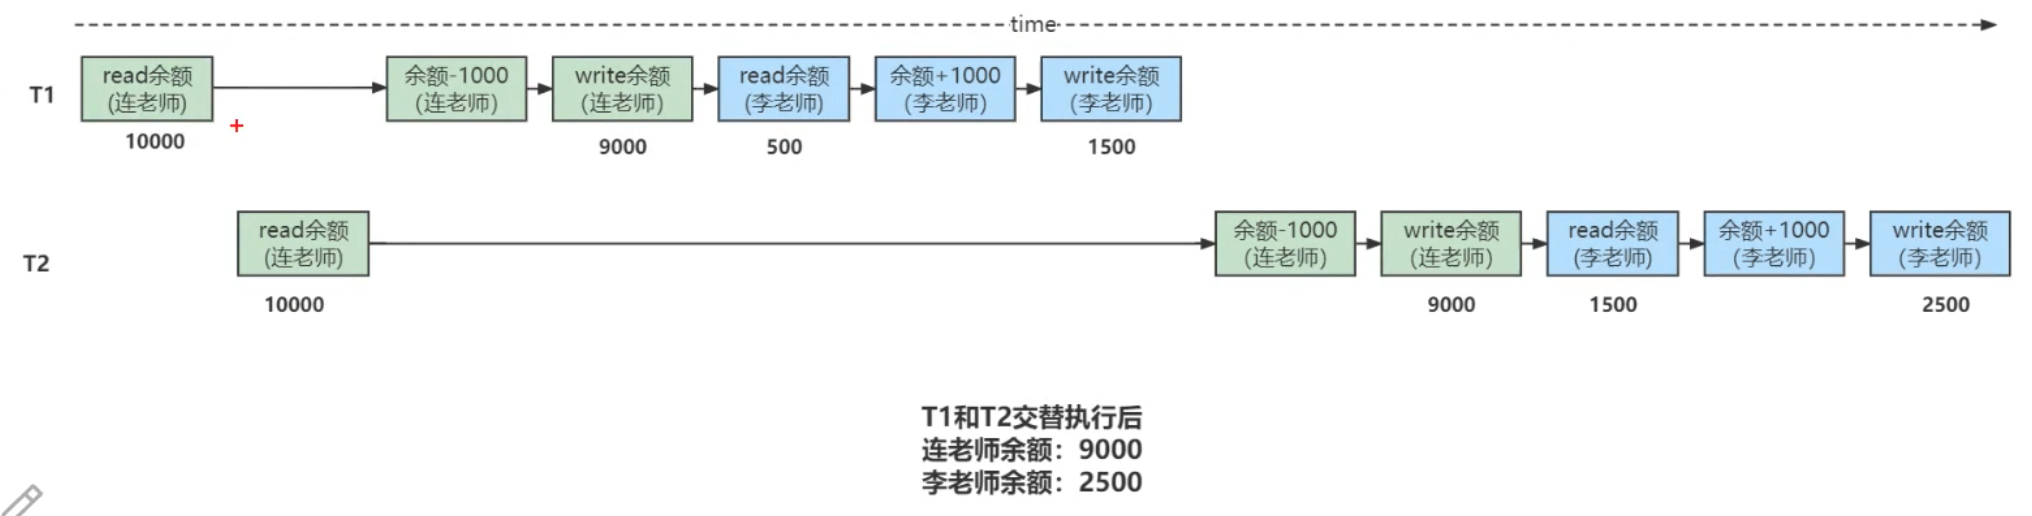 time
T1
read余额
(连老师)
10000
余额-1000
(连老师)
write余额
(连老师)
9000
read余额
(李老师)
500
余额+1000
(李老师)
write余额
(李老师)
1500
T2
read余额
(连老师)
10000
余额-1000
(连老师)
write余额
(连老师)
9000
read余额
(李老师)
1500
余额+1000
(李老师)
write余额
(李老师)
2500
T1和T2交替执行后
连老师余额：9000
李老师余额：2500